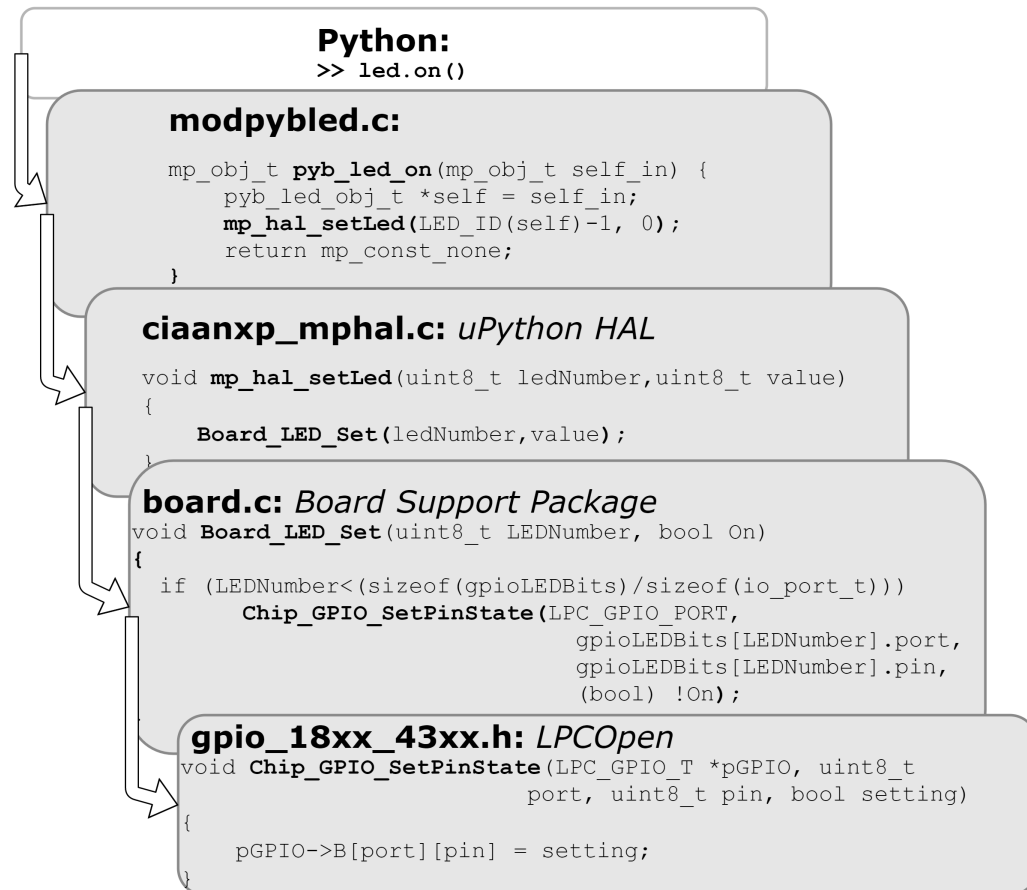 Python:
>> led.on()
modpybled.c:
mp_obj_t pyb_led_on(mp_obj_t self_in) {
    pyb_led_obj_t *self = self_in;
    mp_hal_setLed(LED_ID(self)-1, 0);
    return mp_const_none;
}
ciaanxp_mphal.c: uPython HAL
void mp_hal_setLed(uint8_t ledNumber,uint8_t value)
{
    Board_LED_Set(ledNumber,value);
}
board.c: Board Support Package
void Board_LED_Set(uint8_t LEDNumber, bool On)
{
  if (LEDNumber<(sizeof(gpioLEDBits)/sizeof(io_port_t)))
        Chip_GPIO_SetPinState(LPC_GPIO_PORT,
                              gpioLEDBits[LEDNumber].port,
                              gpioLEDBits[LEDNumber].pin,
                              (bool) !On);
gpio_18xx_43xx.h: LPCOpen
void Chip_GPIO_SetPinState(LPC_GPIO_T *pGPIO, uint8_t
                           port, uint8_t pin, bool setting)
{
    pGPIO->B[port][pin] = setting;
}